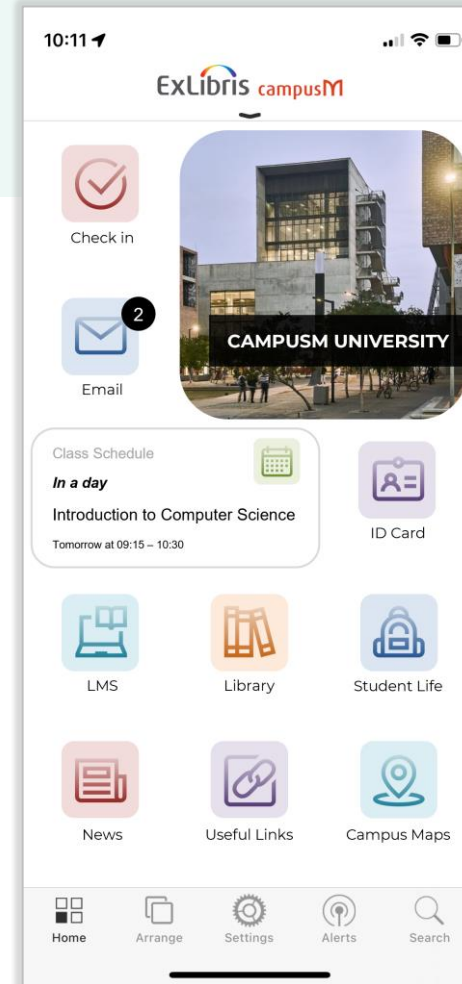 10:11
ExLibris campusM
Check in
2
Email
CAMPUSM UNIVERSITY
Class Schedule
In a day
Introduction to Computer Science
Tomorrow at 09:15 – 10:30
ID Card
LMS
Library
Student Life
News
Useful Links
Campus Maps
Home
Arrange
Settings
Alerts
Search